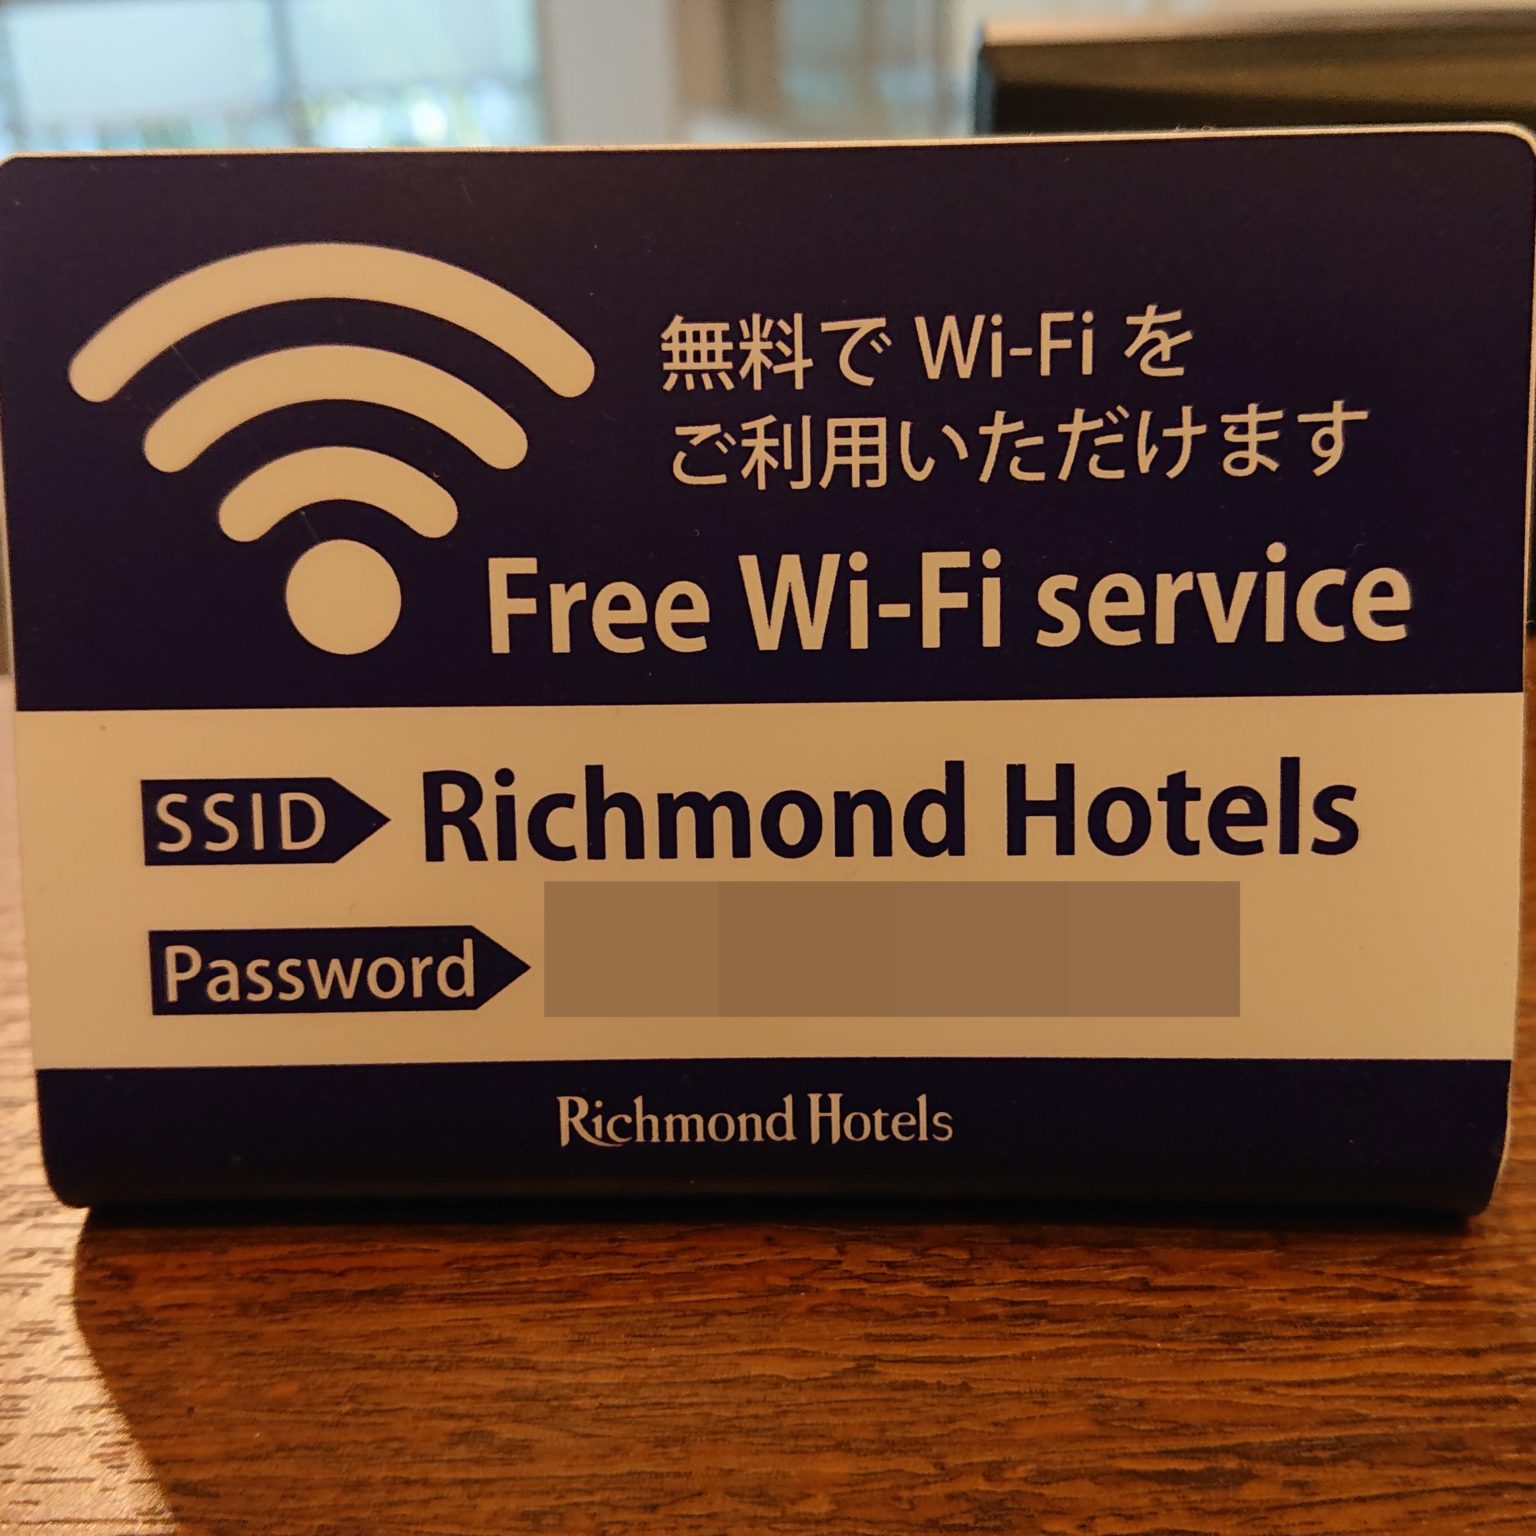 無料で Wi-Fi を
ご利用いただけます
Free Wi-Fi service
SSID Richmond Hotels
Password
Richmond Hotels